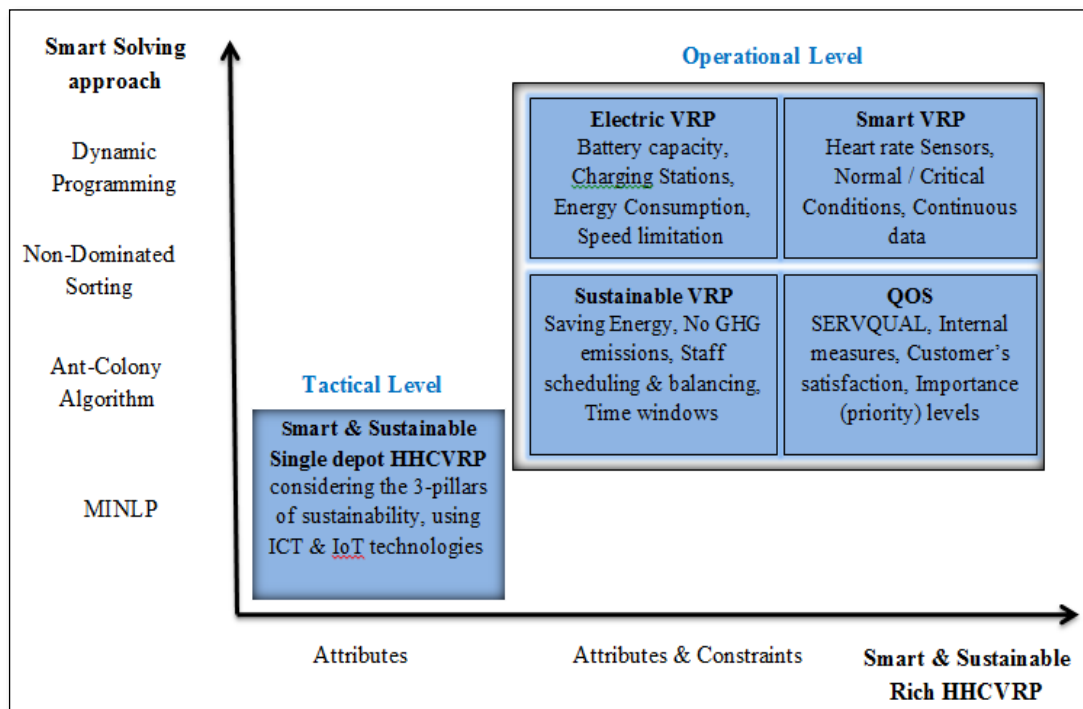 Smart Solving
approach
Dynamic
Programming
Non-Dominated
Sorting
Ant-Colony
Algorithm
MINLP
Operational Level
Electric VRP
Battery capacity,
Charging Stations,
Energy Consumption,
Speed limitation
Smart VRP
Heart rate Sensors,
Normal / Critical
Conditions, Continuous
data
Sustainable VRP
Saving Energy, No GHG
emissions, Staff
scheduling & balancing,
Time windows
QOS
SERVQUAL, Internal
measures, Customer’s
satisfaction, Importance
(priority) levels
Tactical Level
Smart & Sustainable
Single depot HHCVRP
considering the 3-pillars
of sustainability, using
ICT & IoT technologies
Attributes
Attributes & Constraints
Smart & Sustainable
Rich HHCVRP